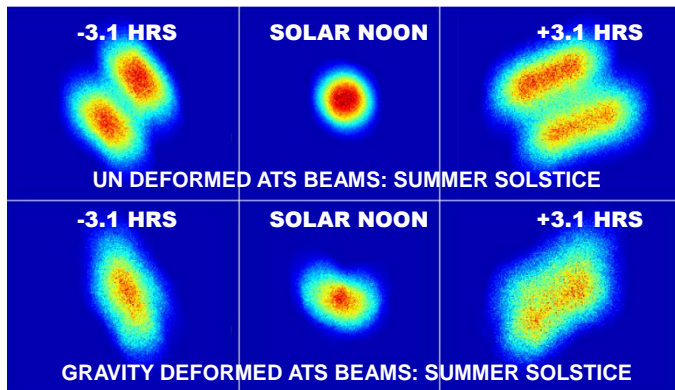 -3.1 HRS SOLAR NOON +3.1 HRS
UN DEFORMED ATS BEAMS: SUMMER SOLSTICE
-3.1 HRS SOLAR NOON +3.1 HRS
GRAVITY DEFORMED ATS BEAMS: SUMMER SOLSTICE